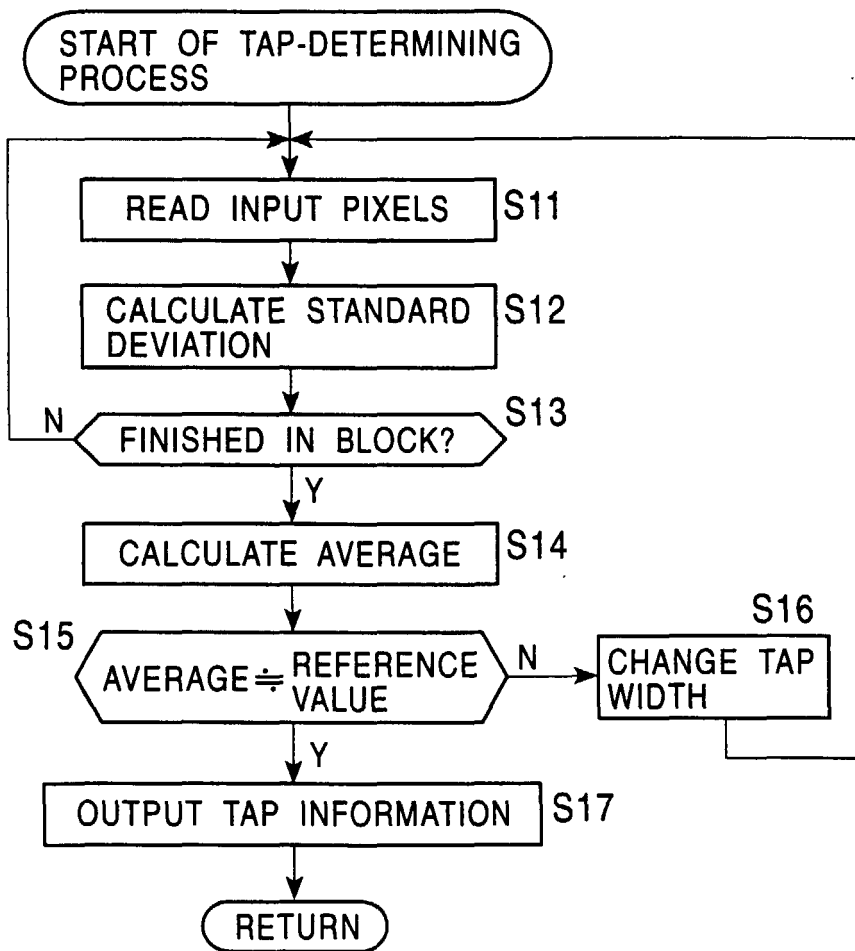 START OF TAP-DETERMINING
PROCESS
READ INPUT PIXELS
S11
CALCULATE STANDARD
DEVIATION
S12
N
FINISHED IN BLOCK?
S13
Y
CALCULATE AVERAGE
S14
S15
AVERAGE ≒ REFERENCE
VALUE
N
S16
CHANGE TAP
WIDTH
Y
OUTPUT TAP INFORMATION
S17
RETURN